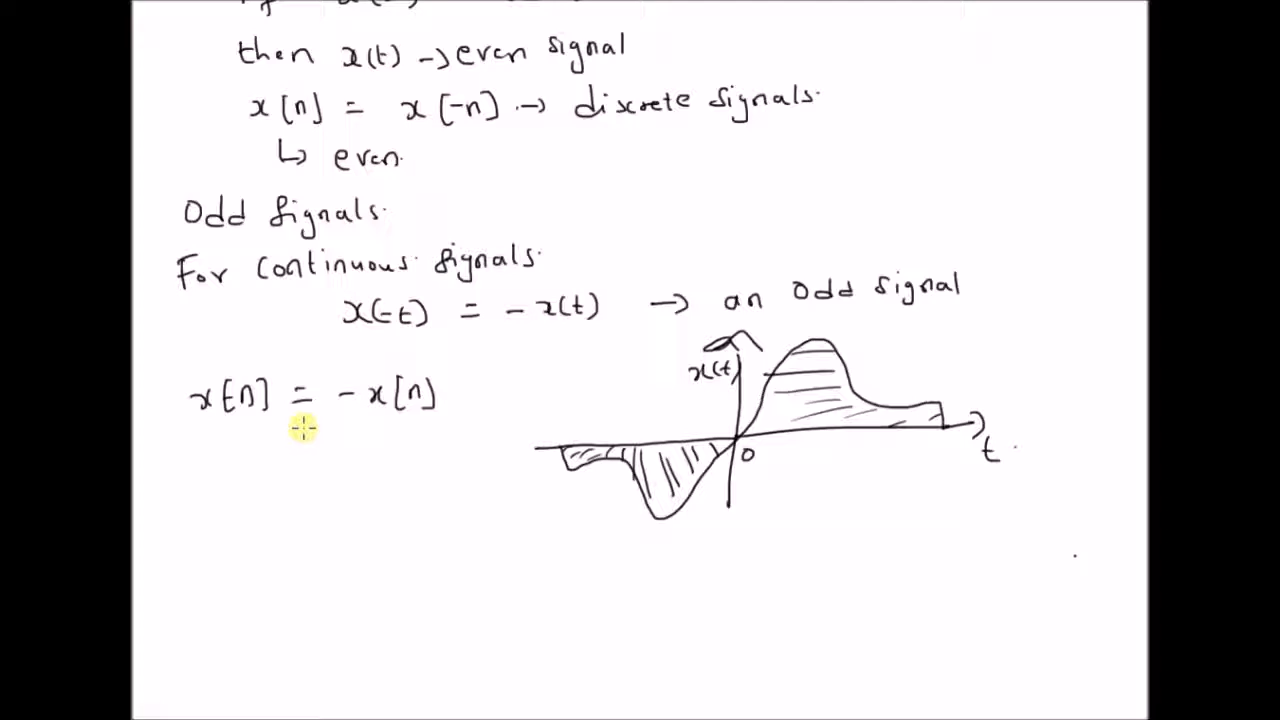 then x(t) → even signal
x[n] = x[-n] → discrete signals.
↳ even.
Odd signals.
For continuous signals.
x(-t) = - x(t) → an odd signal
x[-n] = - x[n]
x(t)
0
t